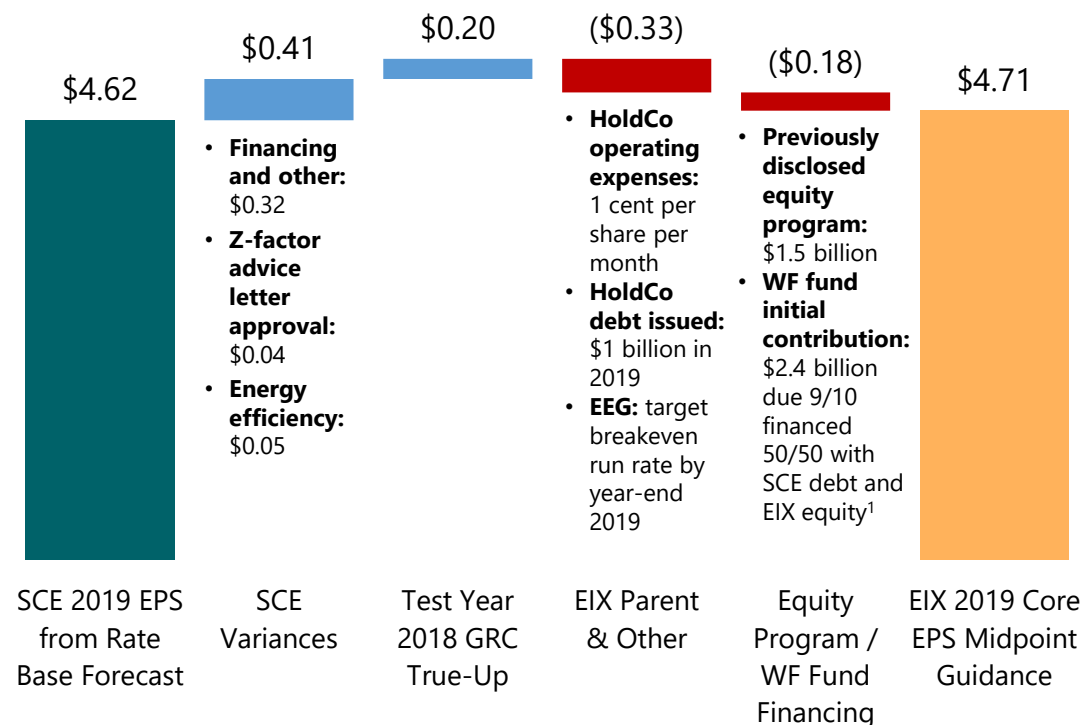 $4.62
$0.41
$0.20
($0.33)
($0.18)
$4.71
• Financing
and other:
$0.32
• Z-factor
advice
letter
approval:
$0.04
• Energy
efficiency:
$0.05
• HoldCo
operating
expenses:
1 cent per
share per
month
• HoldCo
debt issued:
$1 billion in
2019
• EEG: target
breakeven
run rate by
year-end
2019
• Previously
disclosed
equity
program:
$1.5 billion
• WF fund
initial
contribution:
$2.4 billion
due 9/10
financed
50/50 with
SCE debt and
EIX equity¹
SCE 2019 EPS
from Rate
Base Forecast
SCE
Variances
Test Year
2018 GRC
True-Up
EIX Parent
& Other
Equity
Program /
WF Fund
Financing
EIX 2019 Core
EPS Midpoint
Guidance